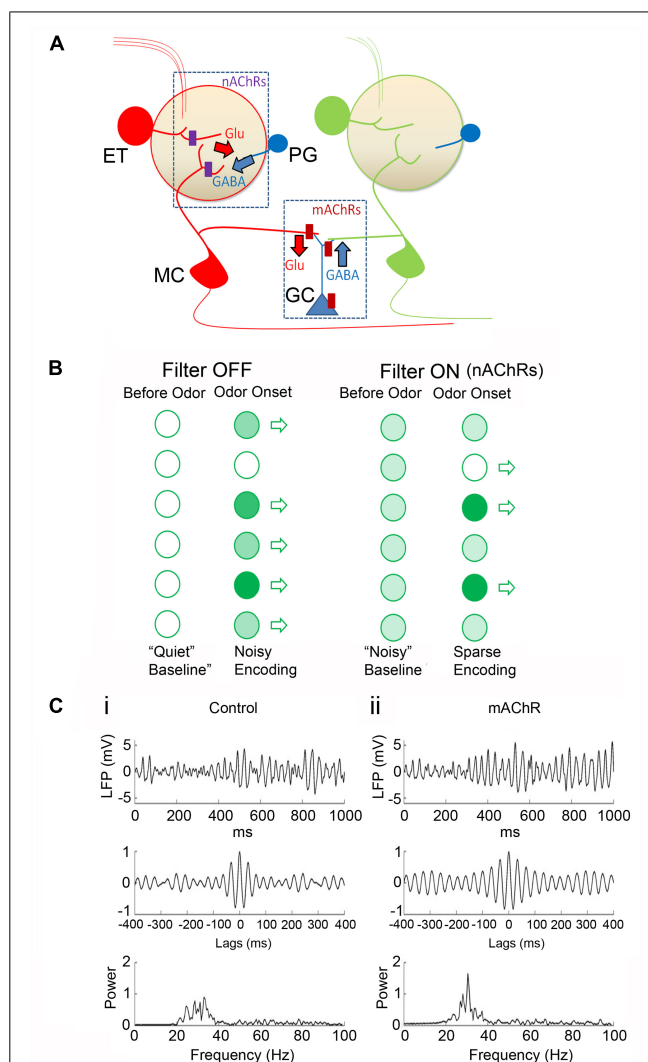 A
nAChRs
Glu
ET
PG
GABA
mAChRs
MC
Glu
GABA
GC
B
Filter OFF
Filter ON (nAChRs)
Before Odor Odor Onset
Before Odor Odor Onset
"Quiet" Baseline"
Noisy Encoding
"Noisy" Baseline
Sparse Encoding
C
i
Control
ii
mAChR
LFP (mV)
5
0
-5
0 200 400 600 800 1000
ms
LFP (mV)
5
0
-5
0 200 400 600 800 1000
ms
1
0
-1
-400 -300 -200 -100 0 100 200 300 400
Lags (ms)
1
0
-1
-400 -300 -200 -100 0 100 200 300 400
Lags (ms)
Power
2
1
0
0 20 40 60 80 100
Frequency (Hz)
Power
2
1
0
0 20 40 60 80 100
Frequency (Hz)